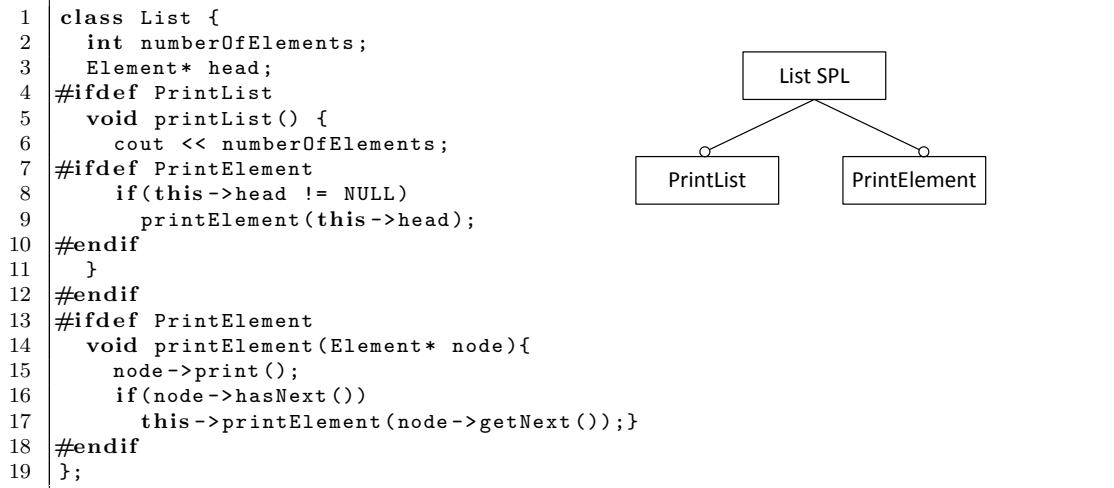 1 class List {
2 int numberOfElements;
3 Element* head;
4 #ifdef PrintList
5 void printList() {
6 cout << numberOfElements;
7 #ifdef PrintElement
8 if(this->head != NULL)
9 printElement(this->head);
10 #endif
11 }
12 #endif
13 #ifdef PrintElement
14 void printElement(Element* node){
15 node->print();
16 if(node->hasNext())
17 this->printElement(node->getNext());}
18 #endif
19 };
List SPL
PrintList
PrintElement